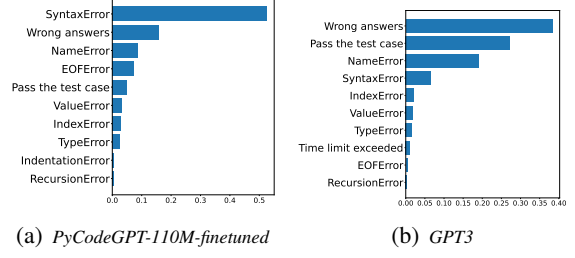 SyntaxError
Wrong answers
NameError
EOFError
Pass the test case
ValueError
IndexError
TypeError
IndentationError
RecursionError
0.0 0.1 0.2 0.3 0.4 0.5
(a) PyCodeGPT-110M-finetuned
Wrong answers
Pass the test case
NameError
SyntaxError
IndexError
ValueError
TypeError
Time limit exceeded
EOFError
RecursionError
0.00 0.05 0.10 0.15 0.20 0.25 0.30 0.35 0.40
(b) GPT3